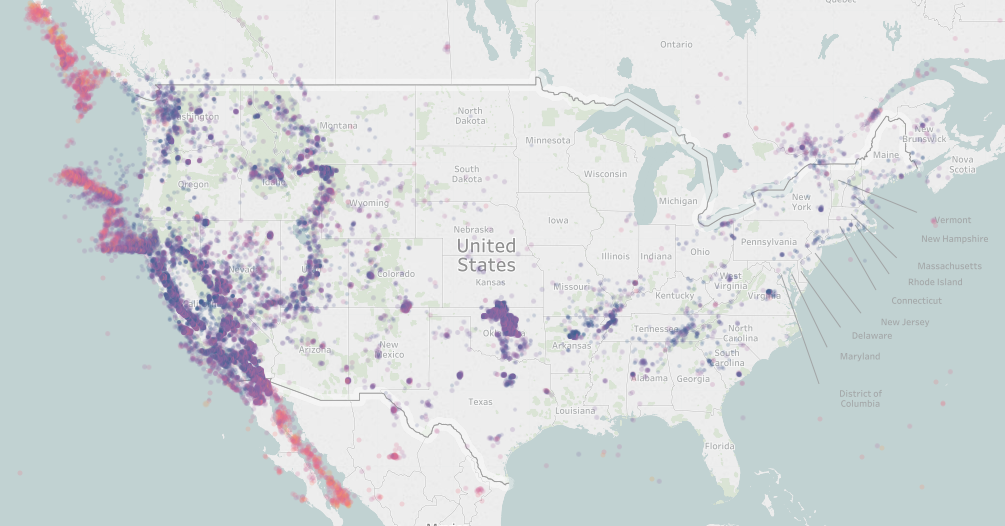 Quebec
Ontario
Washington
Montana
North
Dakota
Minnesota
New
Brunswick
Maine
Nova
Scotia
Oregon
Idaho
South
Dakota
Wisconsin
Michigan
Wyoming
New
York
Vermont
Iowa
Nebraska
New Hampshire
United
States
Pennsylvania
Illinois
Indiana
Ohio
Massachusetts
Nevada
Colorado
Kansas
West
Virginia
Rhode Island
Missouri
Kentucky
Virginia
Connecticut
New Jersey
Tennessee
North
Carolina
Delaware
Arizona
New
Mexico
Arkansas
Maryland
South
Carolina
Alabama
Georgia
Texas
District of
Columbia
Louisiana
Florida